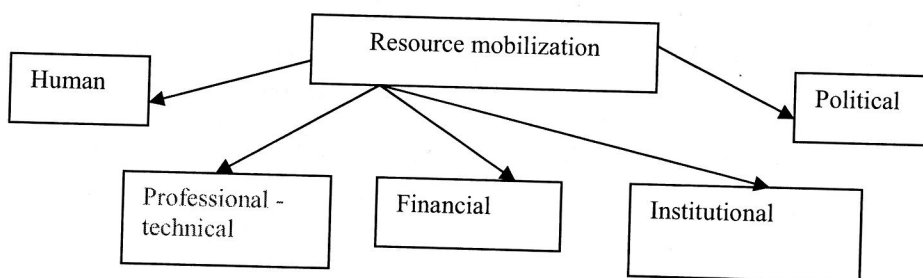 Resource mobilization
Human
Political
Professional -
technical
Financial
Institutional